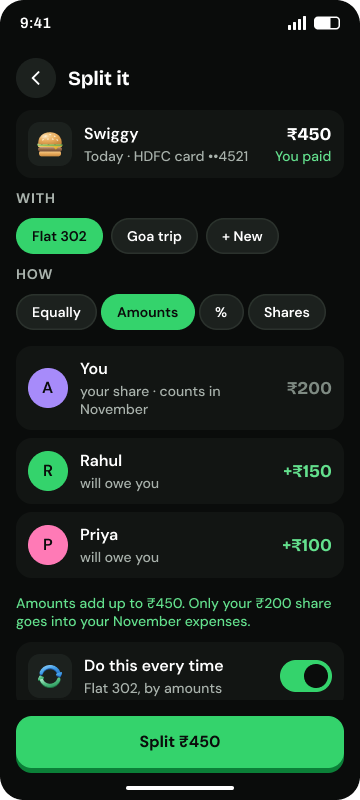 9:41
Split it
Swiggy
₹450
Today · HDFC card ••4521
You paid
WITH
Flat 302
Goa trip
+ New
HOW
Equally
Amounts
%
Shares
A
You
your share · counts in
November
₹200
R
Rahul
will owe you
+₹150
P
Priya
will owe you
+₹100
Amounts add up to ₹450. Only your ₹200 share
goes into your November expenses.
Do this every time
Flat 302, by amounts
Split ₹450